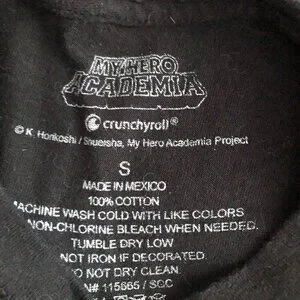 MY HERO
ACADEMIA
crunchyroll®
© K. Horikoshi / Shueisha, My Hero Academia Project
S
MADE IN MEXICO
100% COTTON
MACHINE WASH COLD WITH LIKE COLORS
NON-CHLORINE BLEACH WHEN NEEDED.
TUMBLE DRY LOW
NOT IRON IF DECORATED
DO NOT DRY CLEAN
N# 115665 / SGC